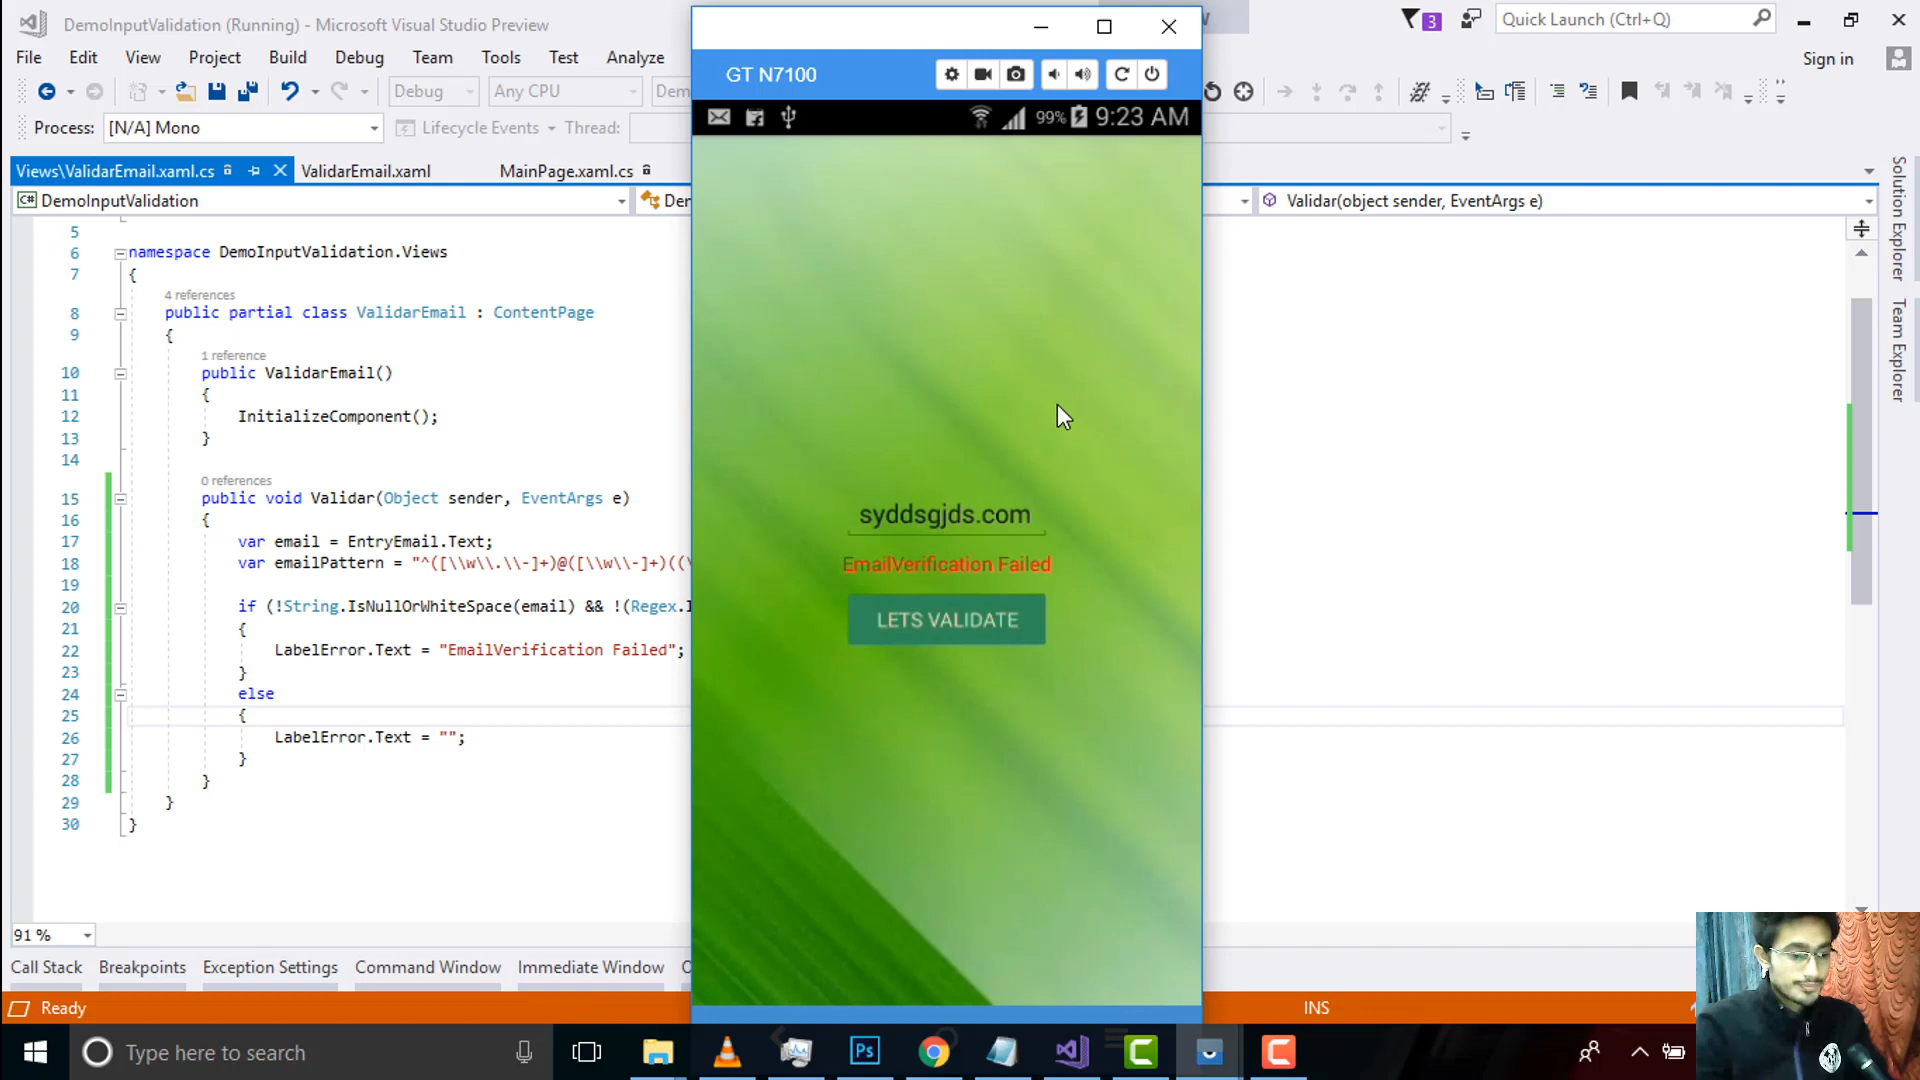 DemoInputValidation (Running) - Microsoft Visual Studio Preview
3
Quick Launch (Ctrl+Q)
File Edit View Project Build Debug Team Tools Test Analyze
Sign in
Debug
Any CPU
Process: [N/A] Mono
Lifecycle Events
Thread:
Views\ValidarEmail.xaml.cs
ValidarEmail.xaml
MainPage.xaml.cs
DemoInputValidation
Validar(object sender, EventArgs e)
Solution Explorer
Team Explorer
5
6 namespace DemoInputValidation.Views
7 {
4 references
8 public partial class ValidarEmail : ContentPage
9 {
1 reference
10 public ValidarEmail()
11 {
12 InitializeComponent();
13 }
14
0 references
15 public void Validar(Object sender, EventArgs e)
16 {
17 var email = EntryEmail.Text;
18 var emailPattern = "^([\\w\\.\\-]+)@([\\w\\-]+)((
19
20 if (!String.IsNullOrWhiteSpace(email) && !(Regex.
21 {
22 LabelError.Text = "EmailVerification Failed";
23 }
24 else
25 {
26 LabelError.Text = "";
27 }
28 }
29 }
30 }
91 %
GT N7100
99% 9:23 AM
syddsgjds.com
EmailVerification Failed
LETS VALIDATE
Call Stack Breakpoints Exception Settings Command Window Immediate Window
Ready
INS
Type here to search
Ps